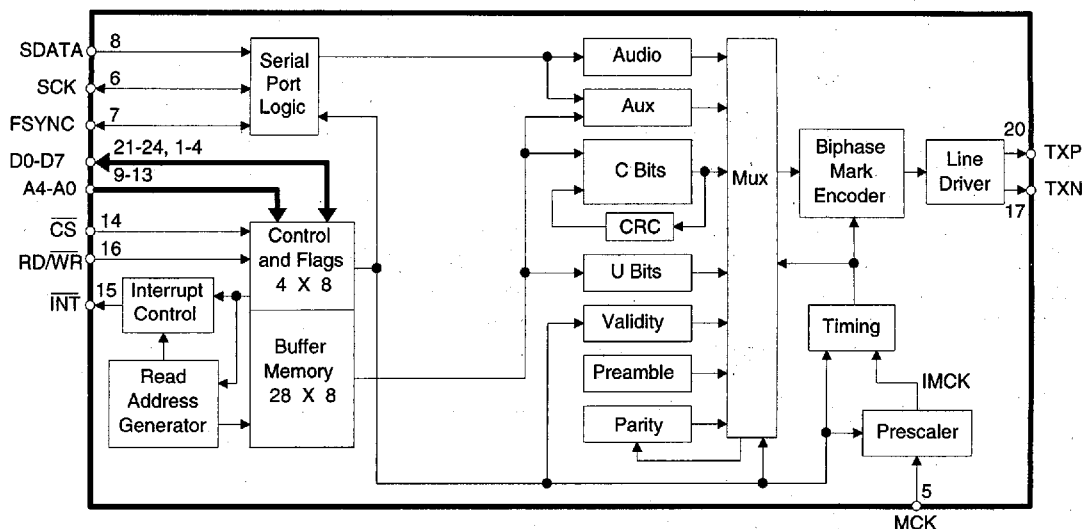 SDATA
8
SCK
6
FSYNC
7
D0-D7
21-24, 1-4
A4-A0
9-13
CS
14
RD/WR
16
INT
15
Serial
Port
Logic
Control
and Flags
4 X 8
Buffer
Memory
28 X 8
Interrupt
Control
Read
Address
Generator
Audio
Aux
C Bits
CRC
U Bits
Validity
Preamble
Parity
Mux
Biphase
Mark
Encoder
Line
Driver
20
TXP
TXN
17
Timing
IMCK
Prescaler
5
MCK